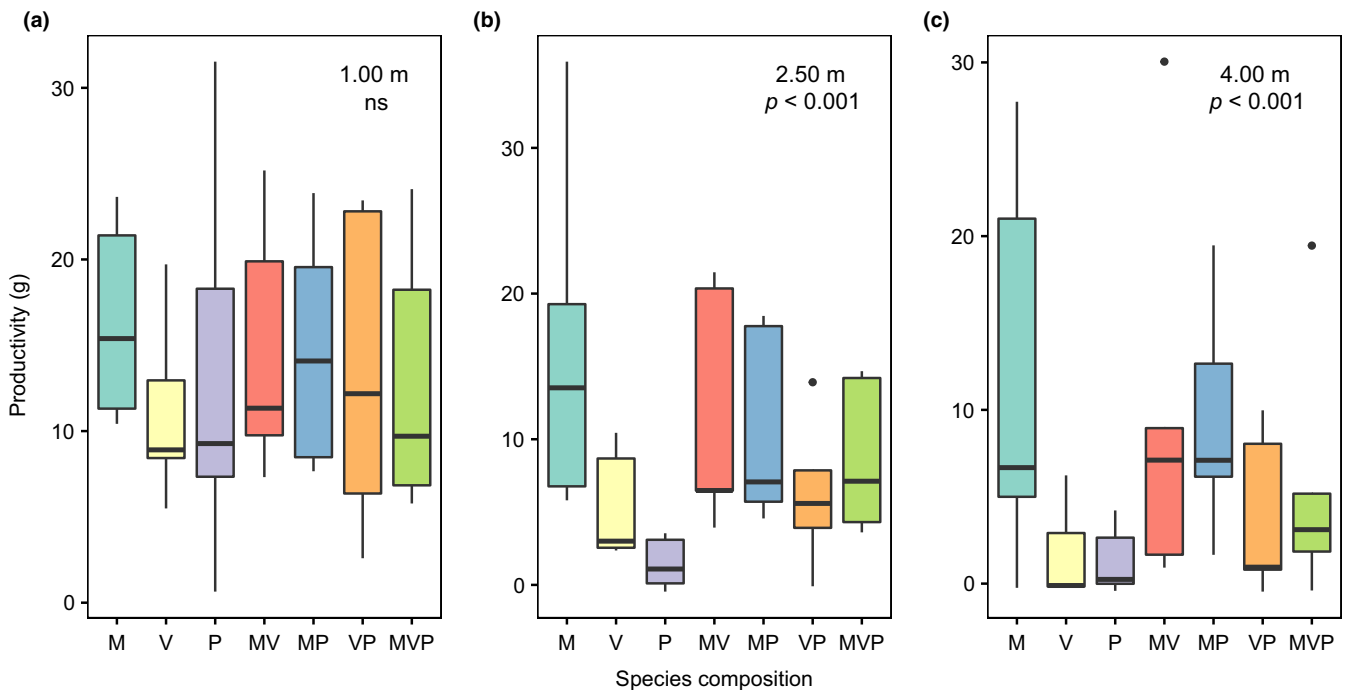 (a)
(b)
(c)
1.00 m
ns
2.50 m
p < 0.001
4.00 m
p < 0.001
Productivity (g)
30
20
10
0
30
20
10
0
30
20
10
0
M V P MV MP VP MVP
M V P MV MP VP MVP
M V P MV MP VP MVP
Species composition